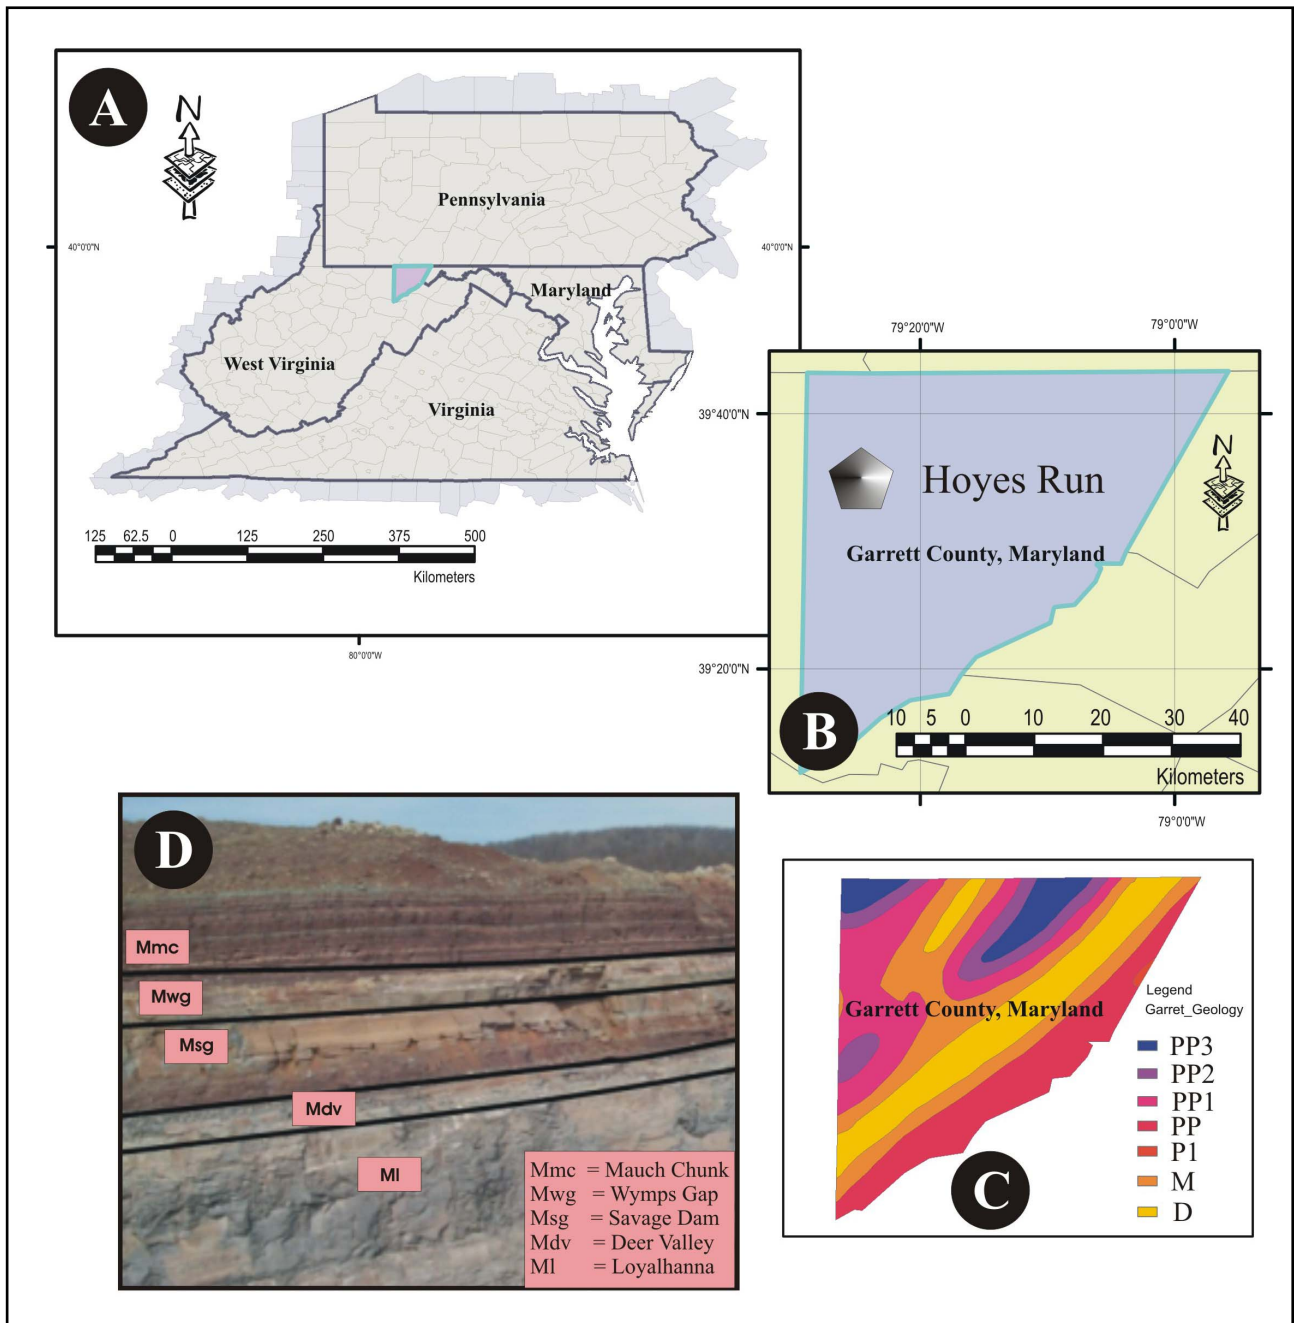 A
N
Pennsylvania
40°0'0"N
40°0'0"N
Maryland
West Virginia
Virginia
125 62.5 0 125 250 375 500
Kilometers
80°0'0"W
79°20'0"W
79°0'0"W
39°40'0"N
N
Hoyes Run
Garrett County, Maryland
39°20'0"N
B
10 5 0 10 20 30 40
Kilometers
79°0'0"W
D
Mmc
Mwg
Msg
Mdv
Ml
Mmc = Mauch Chunk
Mwg = Wymps Gap
Msg = Savage Dam
Mdv = Deer Valley
Ml = Loyalhanna
Garrett County, Maryland
Legend
Garret_Geology
PP3
PP2
PP1
PP
P1
M
D
C